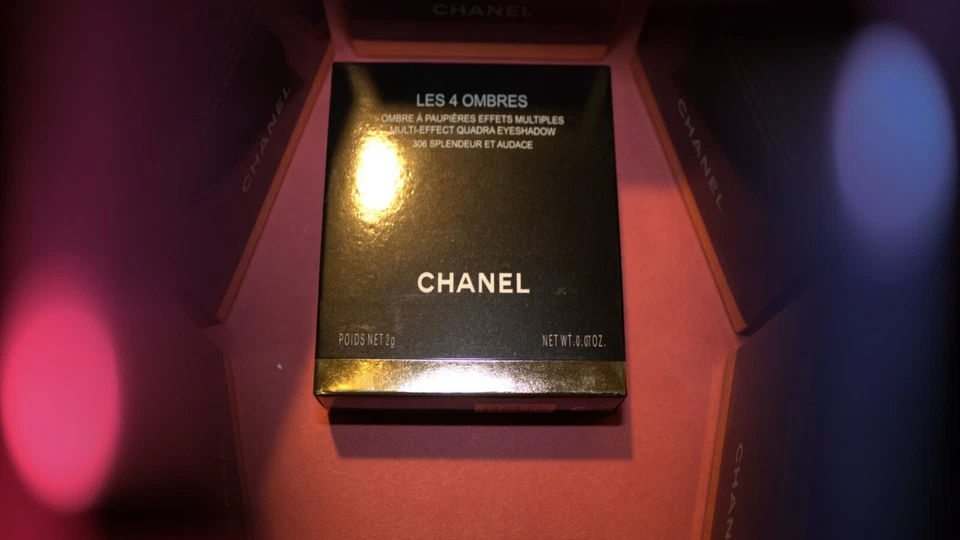 CHANEL
LES 4 OMBRES
OMBRE À PAUPIÈRES EFFETS MULTIPLES
MULTI-EFFECT QUADRA EYESHADOW
306 SPLENDEUR ET AUDACE
CHANEL
POIDS NET 2g
NET WT. 0.07OZ.
CHANEL
CHANEL
CHAN